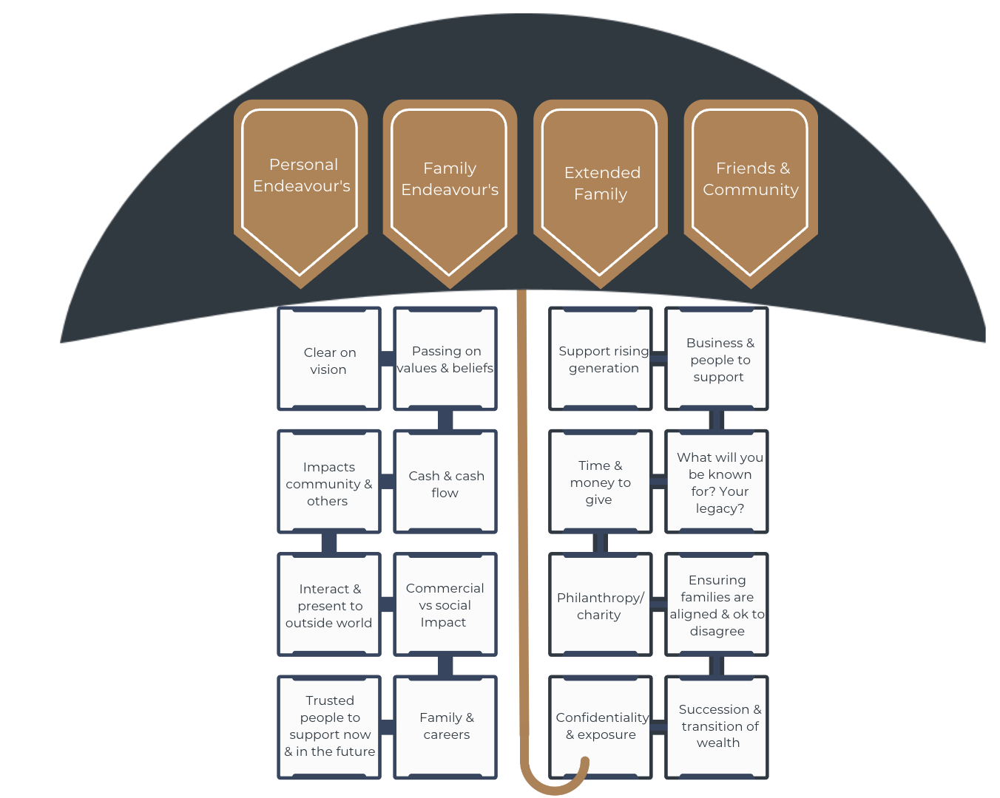 Personal
Endeavour's
Family
Endeavour's
Extended
Family
Friends &
Community
Clear on
vision
Passing on
values & beliefs
Support rising
generation
Business &
people to
support
Impacts
community &
others
Cash & cash
flow
Time &
money to
give
What will you
be known
for? Your
legacy?
Interact &
present to
outside world
Commercial
vs social
Impact
Philanthropy/
charity
Ensuring
families are
aligned & ok to
disagree
Trusted
people to
support now
& in the future
Family &
careers
Confidentiality
& exposure
Succession &
transition of
wealth